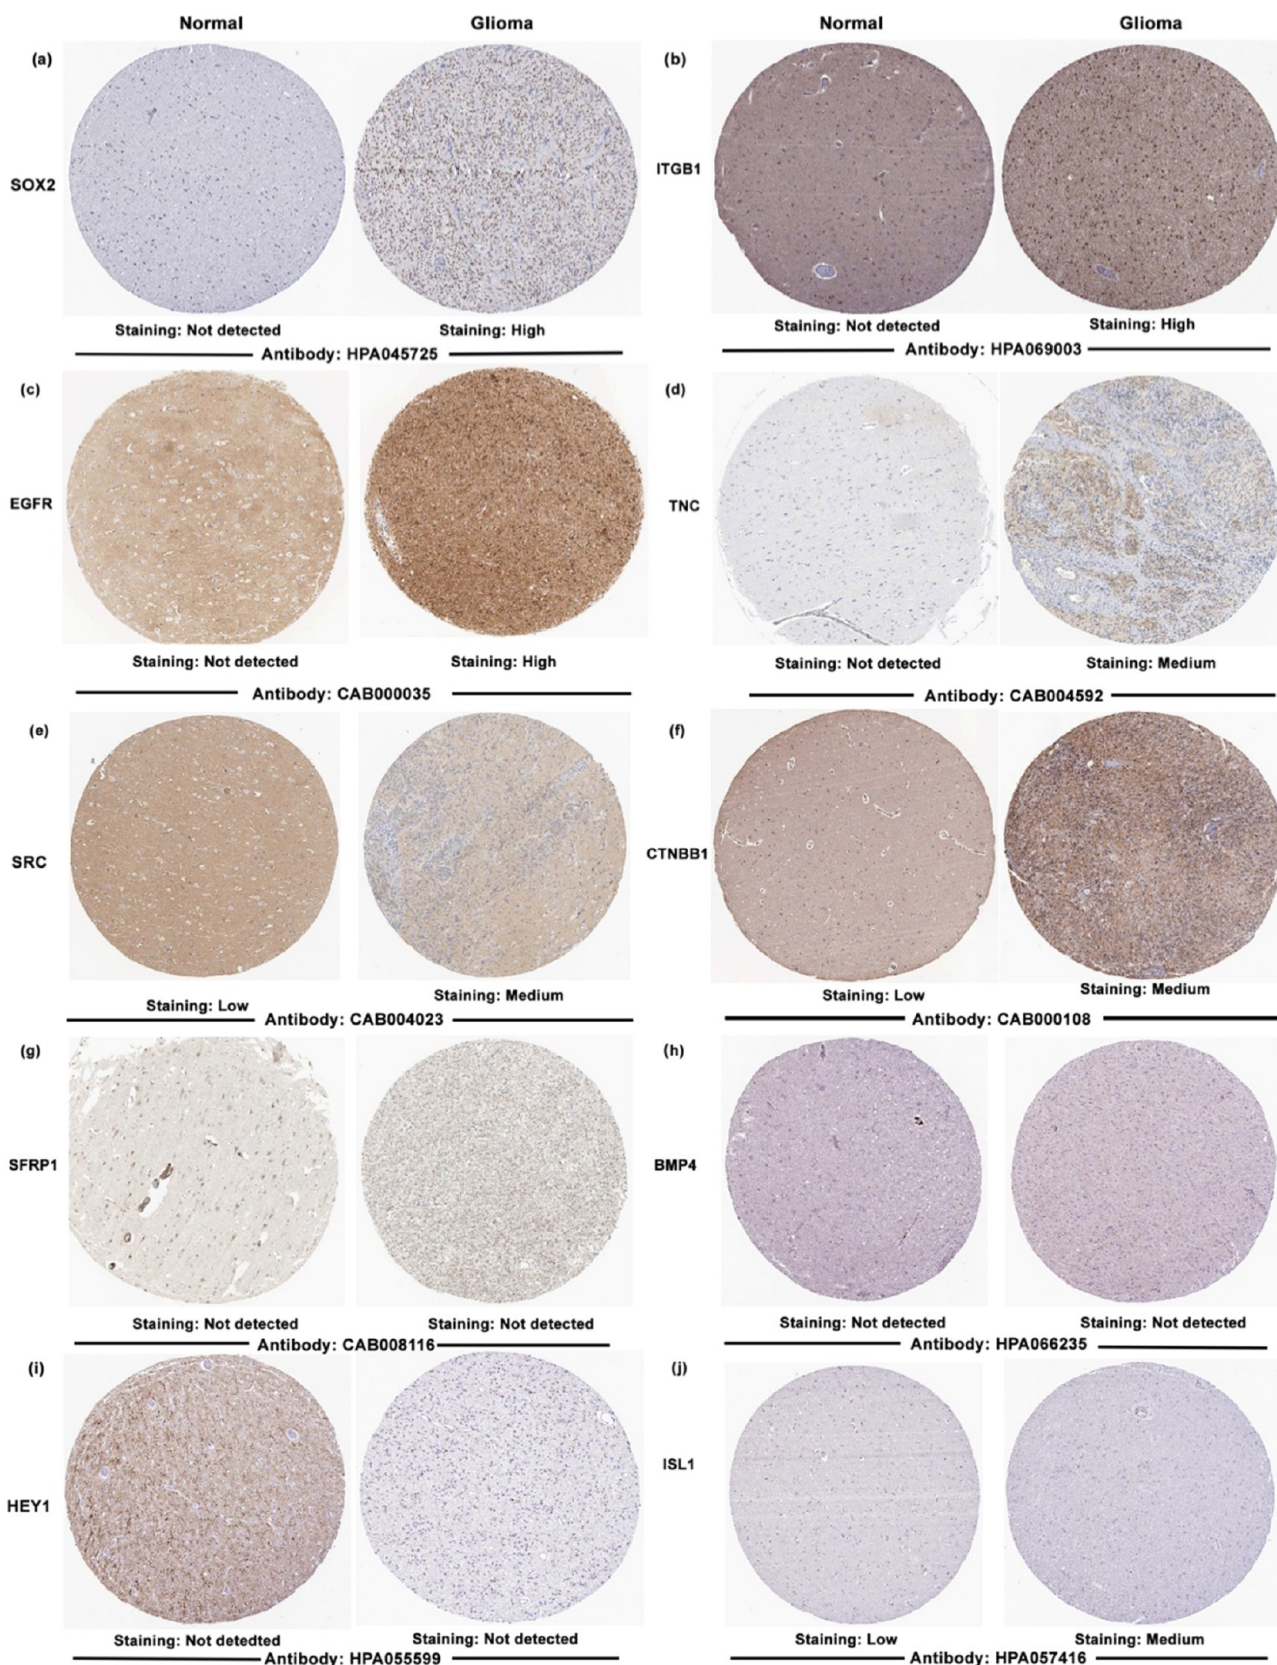 Normal Glioma Normal Glioma
(a) (b)
SOX2 ITGB1
Staining: Not detected Staining: High Staining: Not detected Staining: High
Antibody: HPA045725 Antibody: HPA069003
(c) (d)
EGFR TNC
Staining: Not detected Staining: High Staining: Not detected Staining: Medium
Antibody: CAB000035 Antibody: CAB004592
(e) (f)
SRC CTNBB1
Staining: Low Staining: Medium Staining: Low Staining: Medium
Antibody: CAB004023 Antibody: CAB000108
(g) (h)
SFRP1 BMP4
Staining: Not detected Staining: Not detected Staining: Not detected Staining: Not detected
Antibody: CAB008116 Antibody: HPA066235
(i) (j)
HEY1 ISL1
Staining: Not detedted Staining: Not detected Staining: Low Staining: Medium
Antibody: HPA055599 Antibody: HPA057416